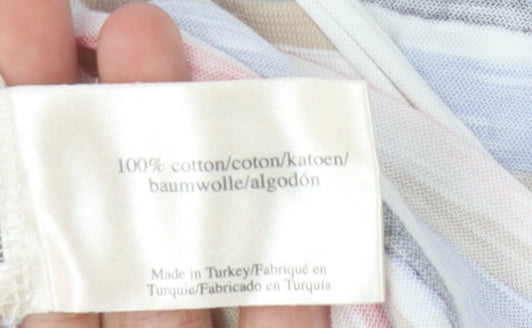 100% cotton/coton/katoen/
baumwolle/algodón
Made in Turkey/Fabriqué en
Turquie/Fabricado en Turquía